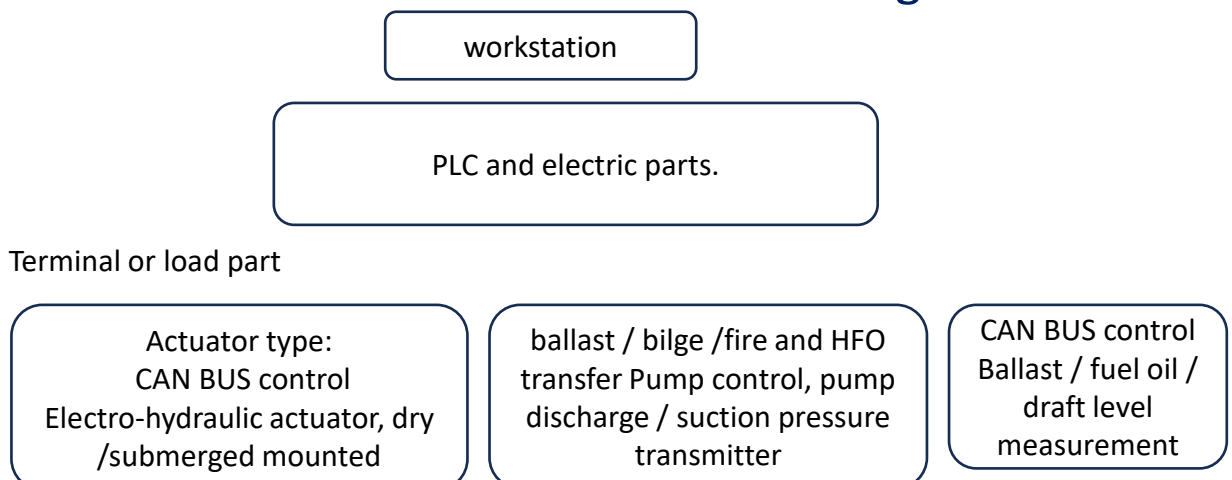 workstation
PLC and electric parts.
Terminal or load part
Actuator type:
CAN BUS control
Electro-hydraulic actuator, dry
/submerged mounted
ballast / bilge /fire and HFO
transfer Pump control, pump
discharge / suction pressure
transmitter
CAN BUS control
Ballast / fuel oil /
draft level
measurement